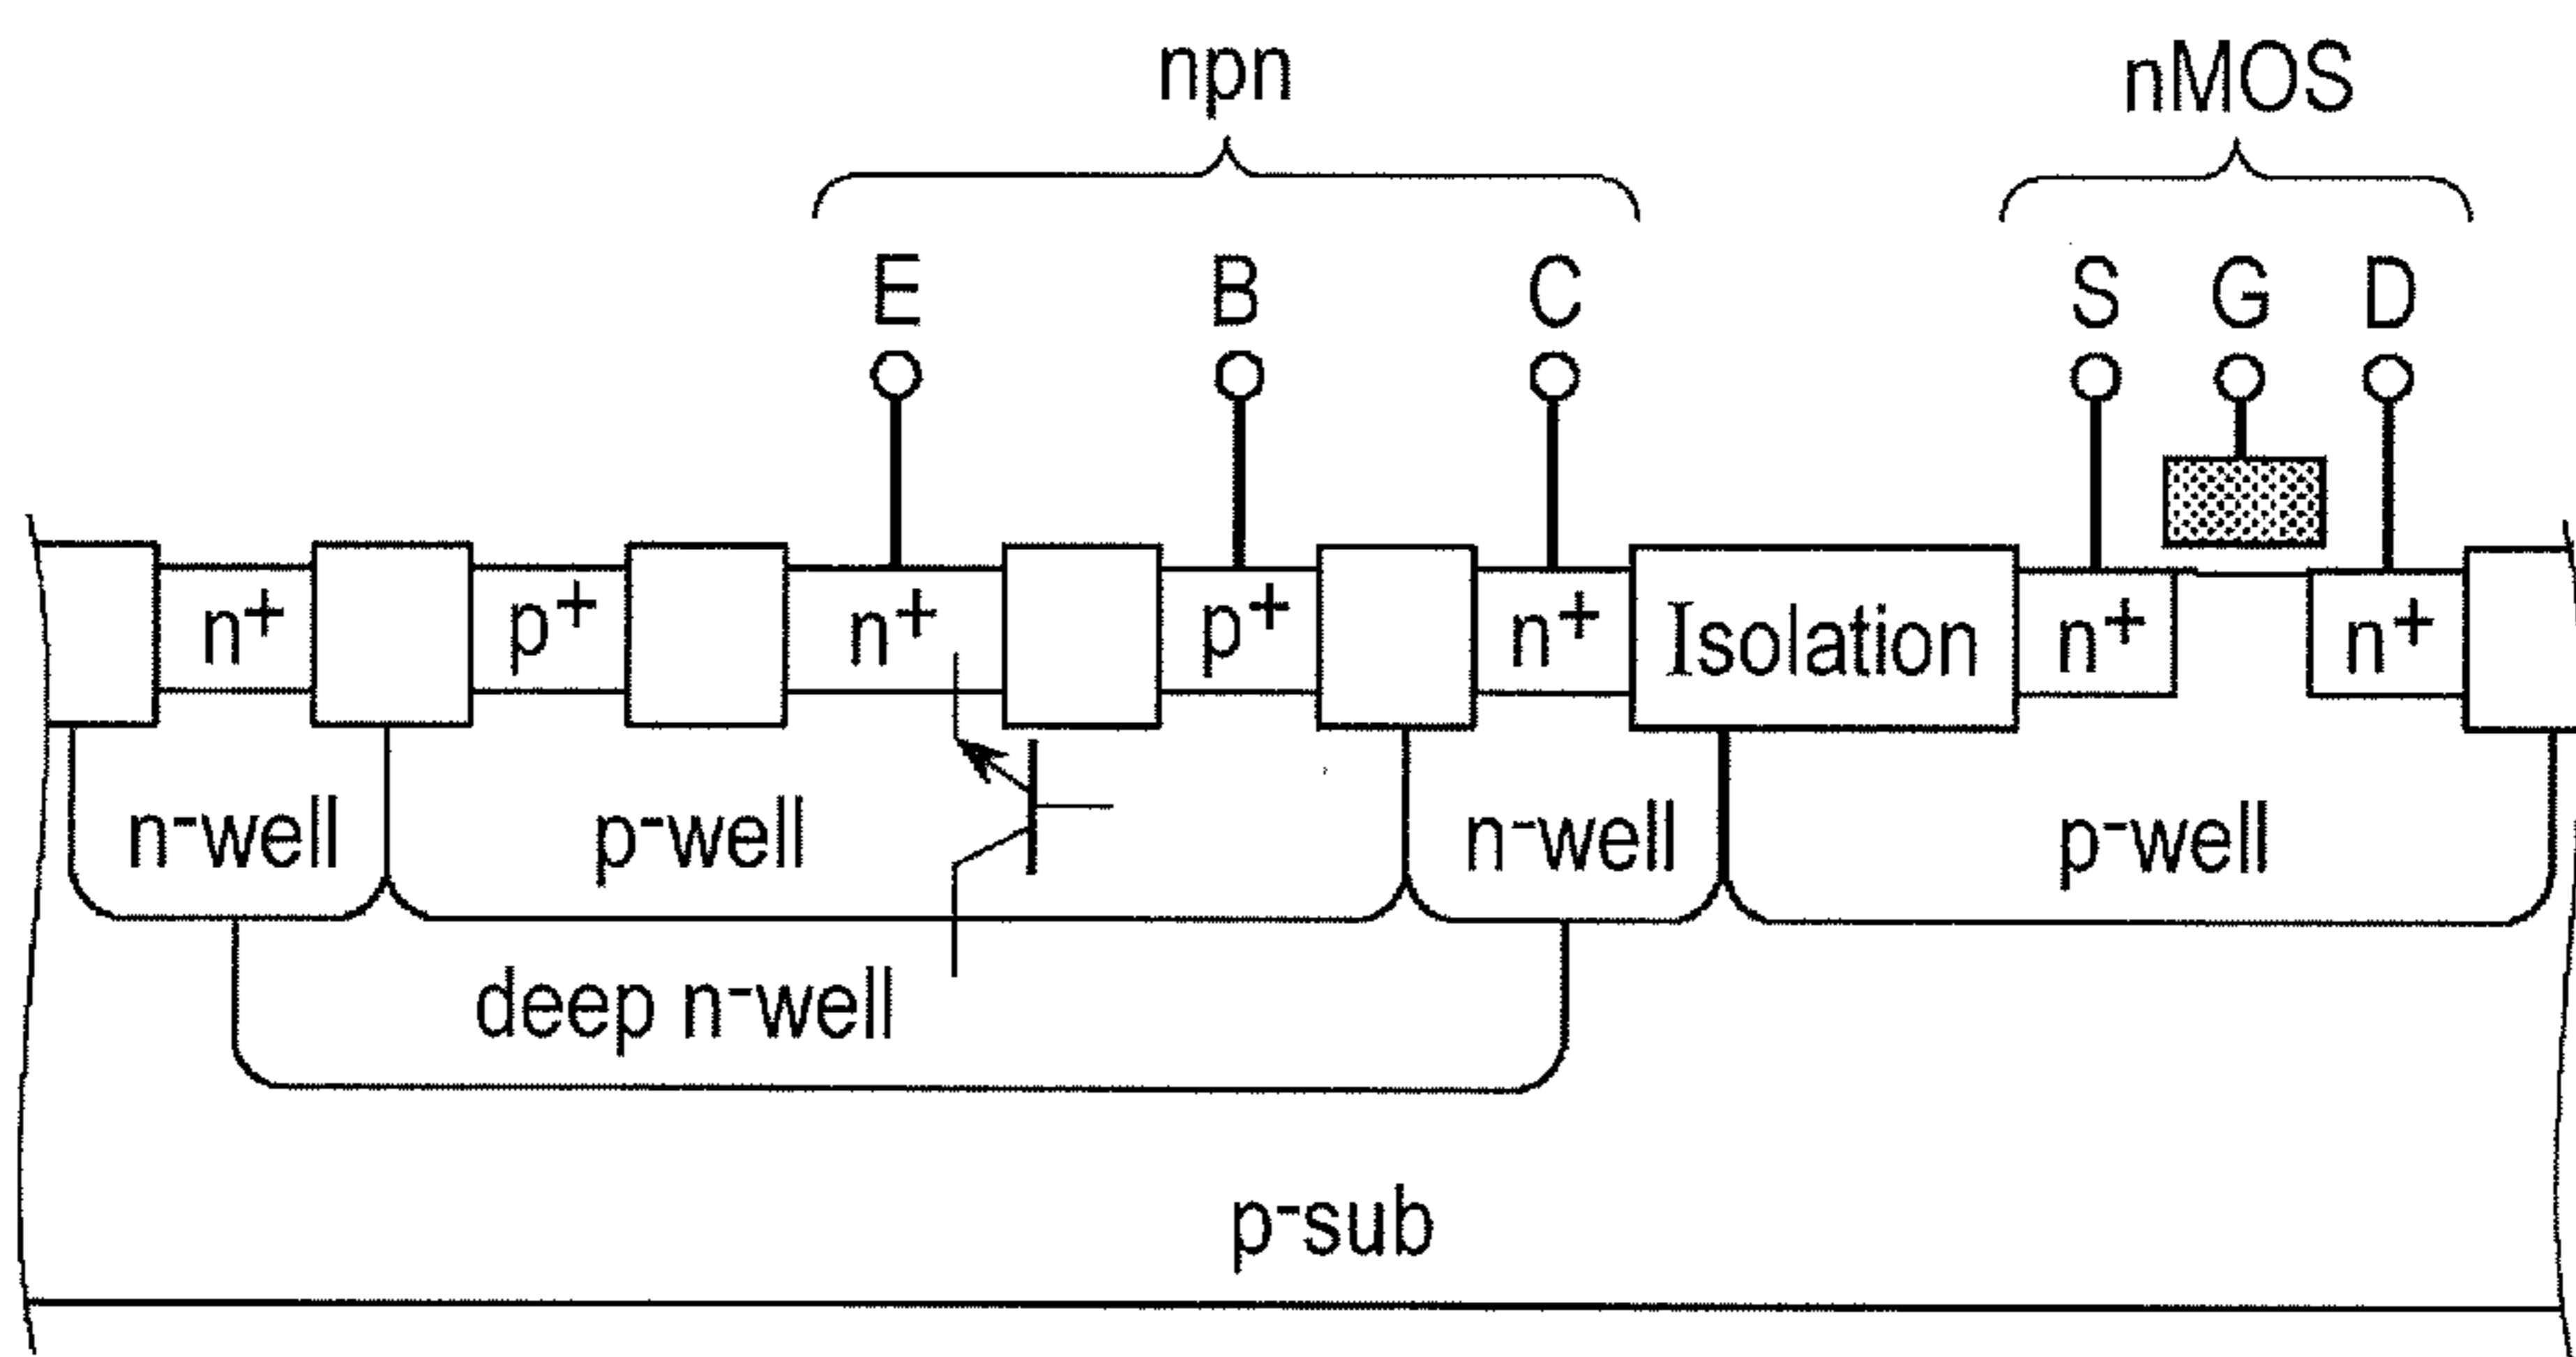 npn nMOS
E B C S G D
n+ p+ n+ p+ n+ Isolation n+ n+
n-well p-well n-well p-well
deep n-well
p-sub